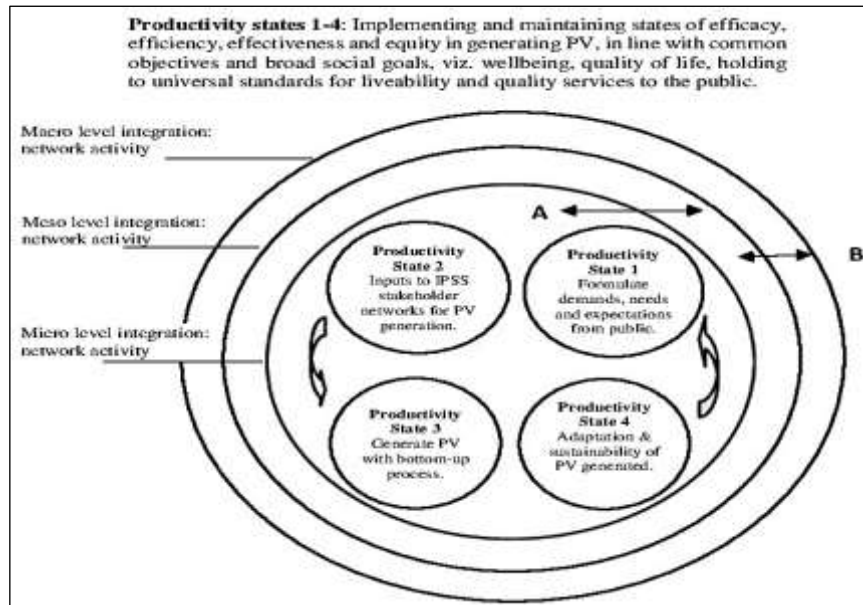 Productivity states 1-4: Implementing and maintaining states of efficacy,
efficiency, effectiveness and equity in generating PV, in line with common
objectives and broad social goals, viz. wellbeing, quality of life, holding
to universal standards for liveability and quality services to the public.
Macro level integration:
network activity
Meso level integration:
network activity
Micro level integration:
network activity
A
B
Productivity
State 2
Inputs to IPSS
stakeholder
networks for PV
generation.
Productivity
State 1
Formulate
demands, needs
and expectations
from public.
Productivity
State 3
Generate PV
with bottom-up
process.
Productivity
State 4
Adaptation &
sustainability of
PV generated.